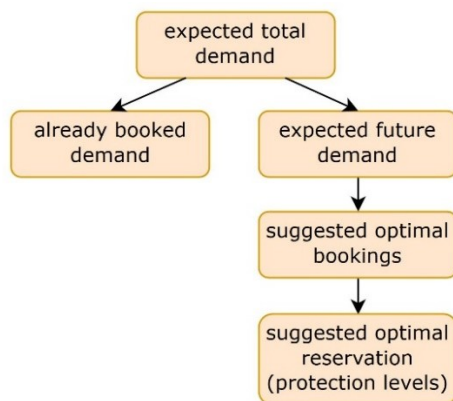 expected total
demand
already booked
demand
expected future
demand
suggested optimal
bookings
suggested optimal
reservation
(protection levels)